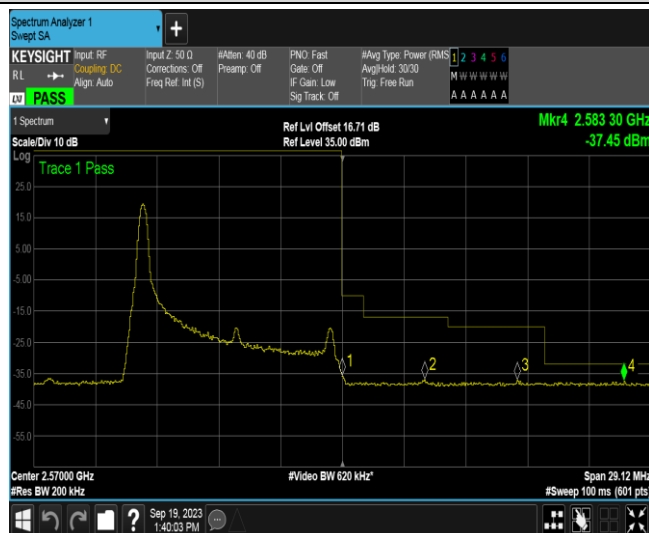 Spectrum Analyzer 1
Swept SA
+
KEYSIGHT Input: RF
RL Coupling: DC
Align: Auto
LXI PASS
Input Z: 50 Ω
Corrections: Off
Freq Ref: Int (S)
#Atten: 40 dB
Preamp: Off
PNO: Fast
Gate: Off
IF Gain: Low
Sig Track: Off
#Avg Type: Power (RMS
Avg|Hold: 30/30
Trig: Free Run
1 2 3 4 5 6
M W W W W W
A A A A A A
1 Spectrum
Scale/Div 10 dB
Ref Lvl Offset 16.71 dB
Ref Level 35.00 dBm
Mkr4 2.583 30 GHz
-37.45 dBm
Log
Trace 1 Pass
25.0
15.0
5.00
-5.00
-15.0
-25.0
-35.0
-45.0
-55.0
1
2
3
4
Center 2.57000 GHz
#Res BW 200 kHz
#Video BW 620 kHz*
Span 29.12 MHz
#Sweep 100 ms (601 pts)
?
Sep 19, 2023
1:40:03 PM